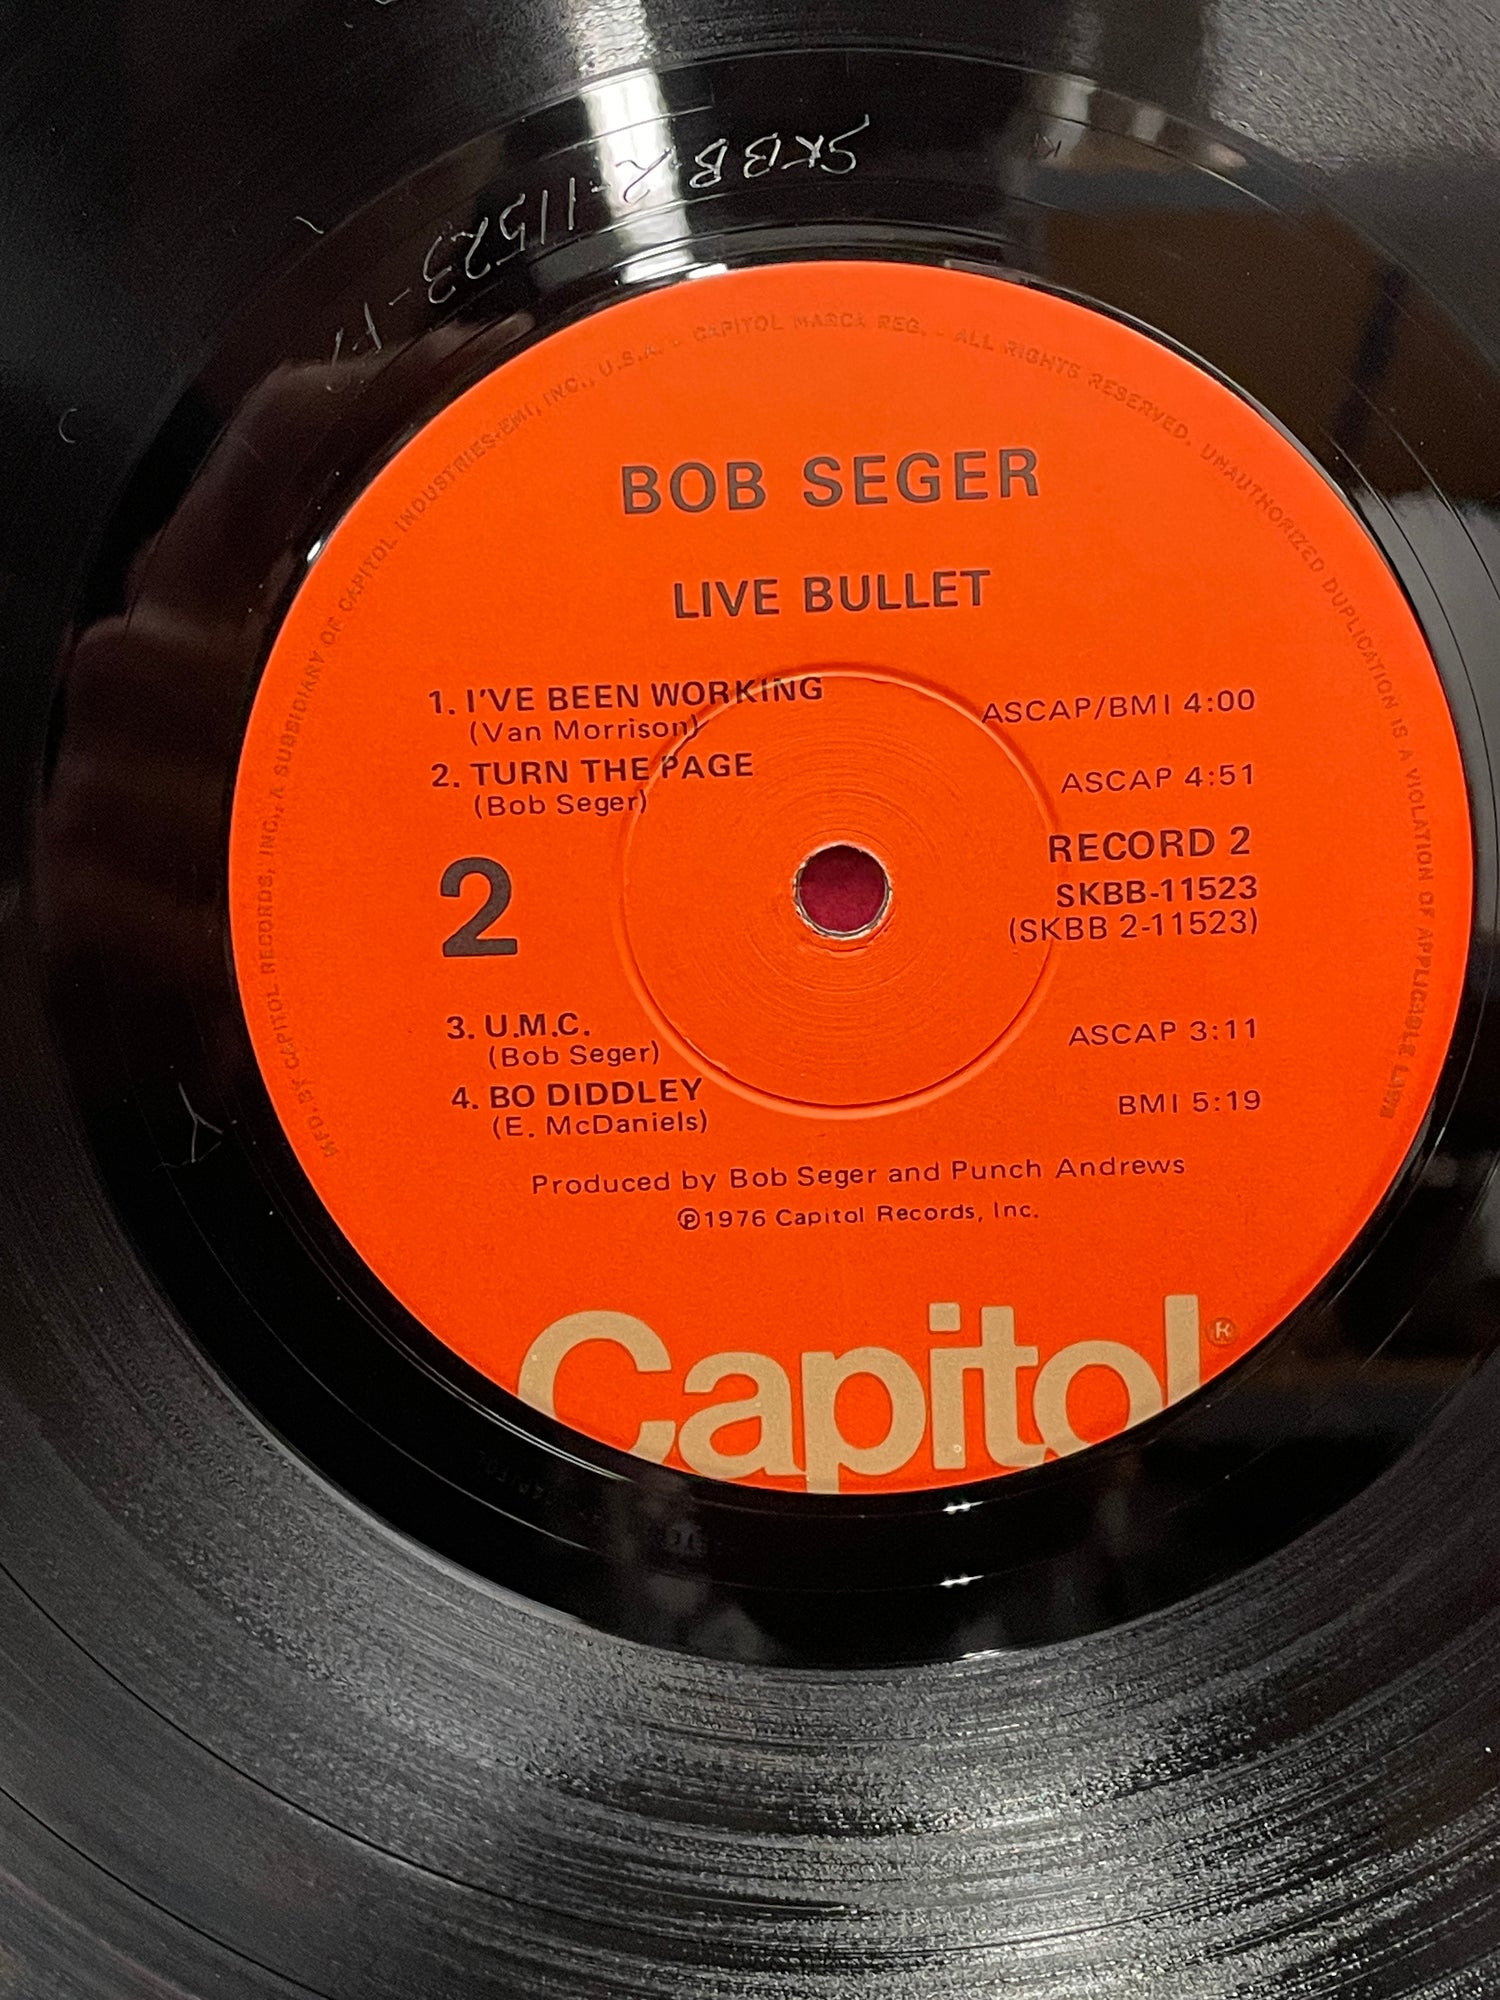 SKBB 2-11523
MFD. BY CAPITOL RECORDS, INC., A SUBSIDIARY OF CAPITOL INDUSTRIES-EMI, INC., U.S.A. - CAPITOL MARCA REG. - ALL RIGHTS RESERVED. UNAUTHORIZED DUPLICATION IS A VIOLATION OF APPLICABLE LAWS
BOB SEGER
LIVE BULLET
1. I'VE BEEN WORKING ASCAP/BMI 4:00
(Van Morrison)
2. TURN THE PAGE ASCAP 4:51
(Bob Seger)
2
RECORD 2
SKBB-11523
(SKBB 2-11523)
3. U.M.C. ASCAP 3:11
(Bob Seger)
4. BO DIDDLEY BMI 5:19
(E. McDaniels)
Produced by Bob Seger and Punch Andrews
℗1976 Capitol Records, Inc.
Capitol®